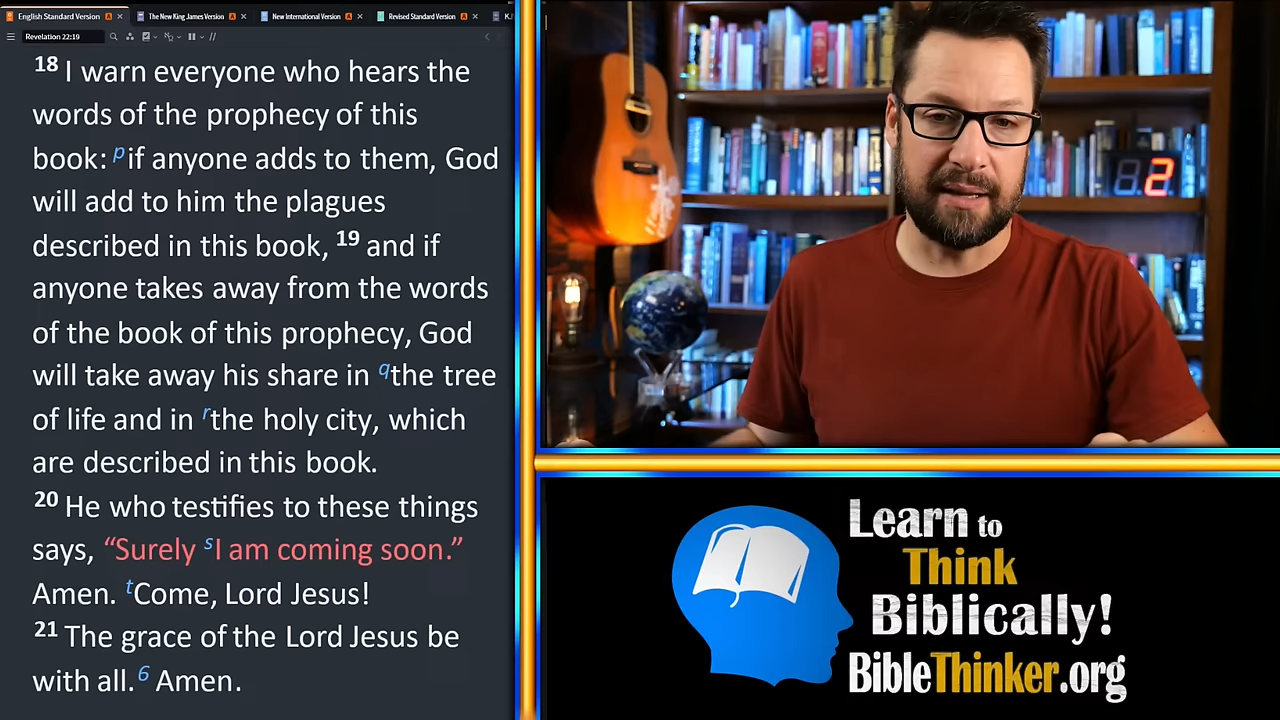 English Standard Version A ×
The New King James Version A ×
New International Version A ×
Revised Standard Version A ×
Revelation 22:19
18 I warn everyone who hears the
words of the prophecy of this
book: p if anyone adds to them, God
will add to him the plagues
described in this book, 19 and if
anyone takes away from the words
of the book of this prophecy, God
will take away his share in q the tree
of life and in r the holy city, which
are described in this book.
20 He who testifies to these things
says, “Surely s I am coming soon.”
Amen. t Come, Lord Jesus!
21 The grace of the Lord Jesus be
with all. 6 Amen.
2
Learn to
Think
Biblically!
BibleThinker.org